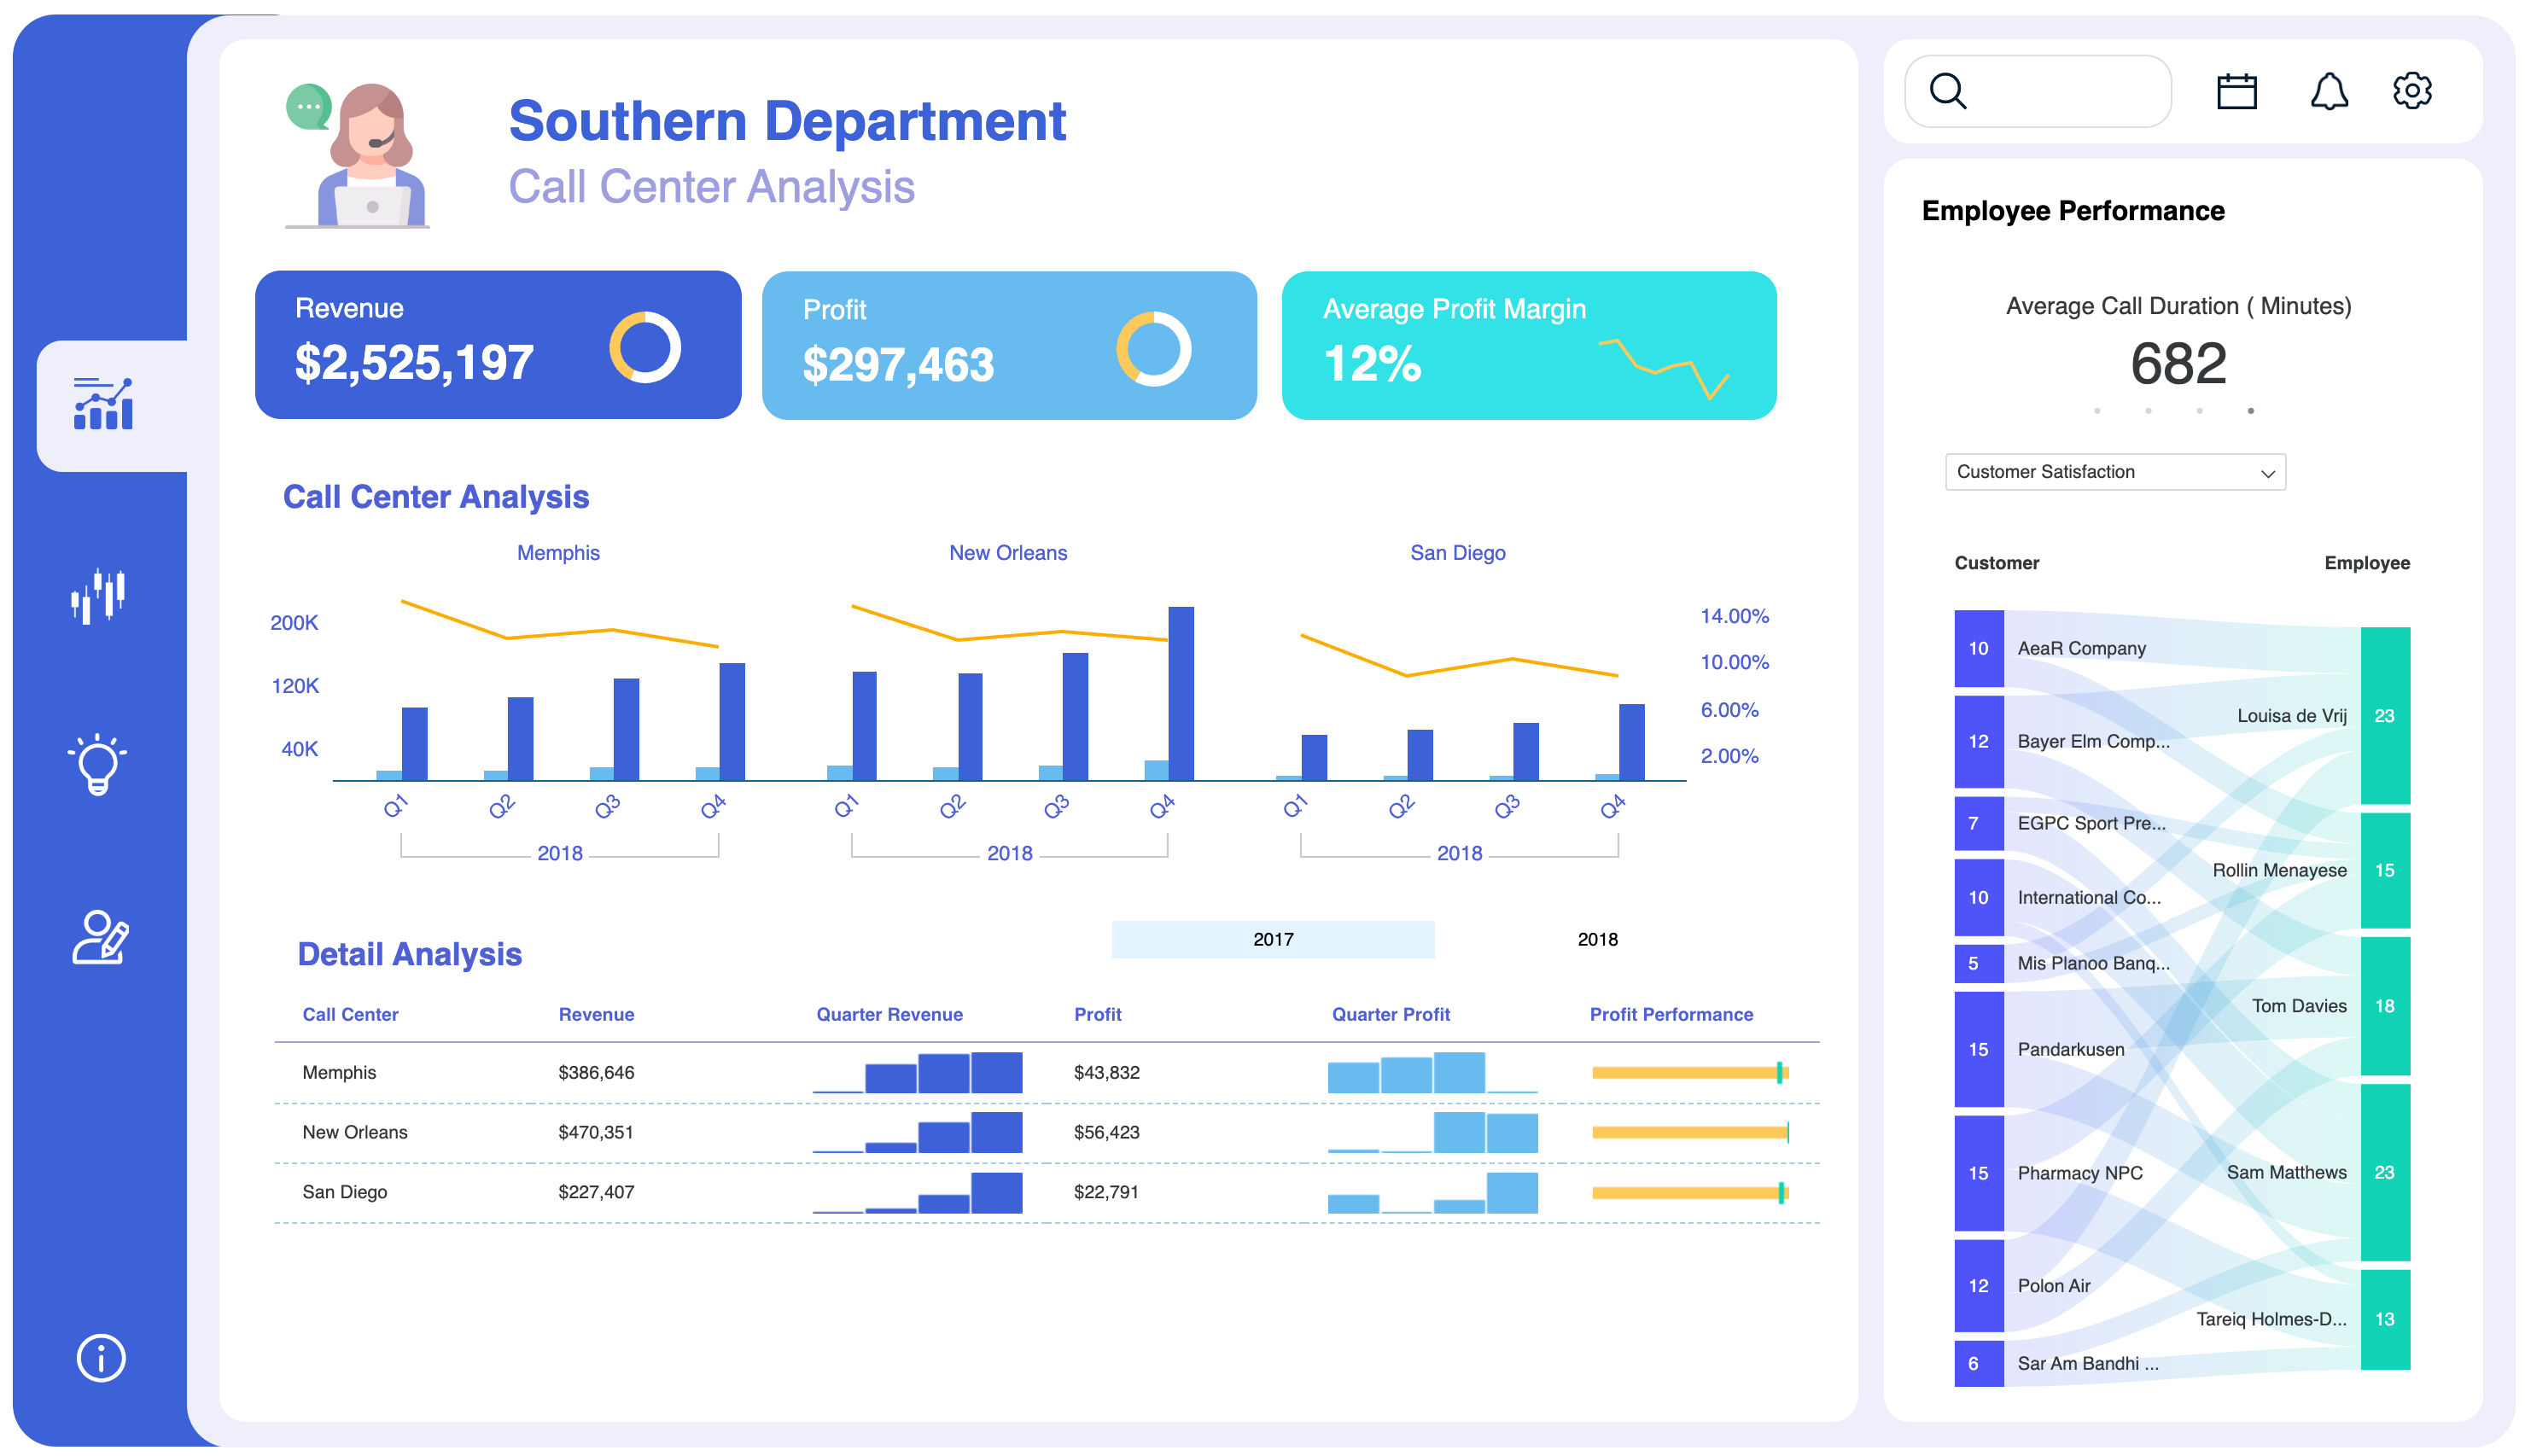 Southern Department
Call Center Analysis
Revenue
$2,525,197
Profit
$297,463
Average Profit Margin
12%
Call Center Analysis
Memphis
New Orleans
San Diego
200K
120K
40K
14.00%
10.00%
6.00%
2.00%
Q1 Q2 Q3 Q4 Q1 Q2 Q3 Q4 Q1 Q2 Q3 Q4
2018 2018 2018
Detail Analysis
2017 2018
Call Center Revenue Quarter Revenue Profit Quarter Profit Profit Performance
Memphis $386,646 $43,832
New Orleans $470,351 $56,423
San Diego $227,407 $22,791
Employee Performance
Average Call Duration ( Minutes)
682
Customer Satisfaction
Customer Employee
10 AeaR Company
12 Bayer Elm Comp...
7 EGPC Sport Pre...
10 International Co...
5 Mis Planoo Banq...
15 Pandarkusen
15 Pharmacy NPC
12 Polon Air
6 Sar Am Bandhi ...
Louisa de Vrij 23
Rollin Menayese 15
Tom Davies 18
Sam Matthews 23
Tareiq Holmes-D... 13